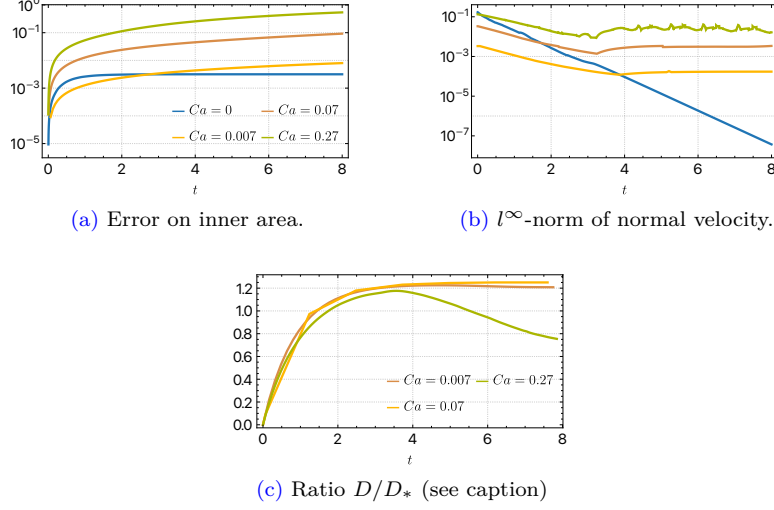 10⁰
10⁻¹
10⁻³
10⁻⁵
Ca = 0 Ca = 0.07
Ca = 0.007 Ca = 0.27
0 2 4 6 8
t
(a) Error on inner area.
10⁻¹
10⁻³
10⁻⁵
10⁻⁷
0 2 4 6 8
t
(b) l∞-norm of normal velocity.
1.2
1.0
0.8
0.6
0.4
0.2
0.0
Ca = 0.007 Ca = 0.27
Ca = 0.07
0 2 4 6 8
t
(c) Ratio D/D∗ (see caption)